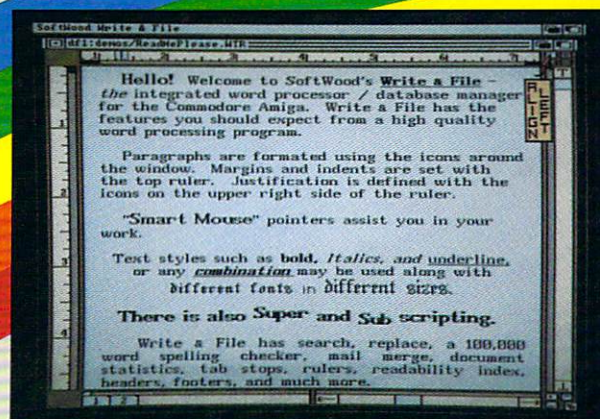 SoftWood Write & File
df1:demos/ReadMePlease.WTR
Hello! Welcome to SoftWood's Write & File -
the integrated word processor / database manager
for the Commodore Amiga. Write & File has the
features you should expect from a high quality
word processing program.
ALIGN LEFT
Paragraphs are formated using the icons around
the window. Margins and indents are set with
the top ruler. Justification is defined with the
icons on the upper right side of the ruler.
"Smart Mouse" pointers assist you in your
work.
Text styles such as bold, Italics, and underline,
or any combination may be used along with
different fonts in different sizes.
There is also Super and Sub scripting.
Write & File has search, replace, a 100,000
word spelling checker, mail merge, document
statistics, tab stops, rulers, readability index,
headers, footers, and much more.